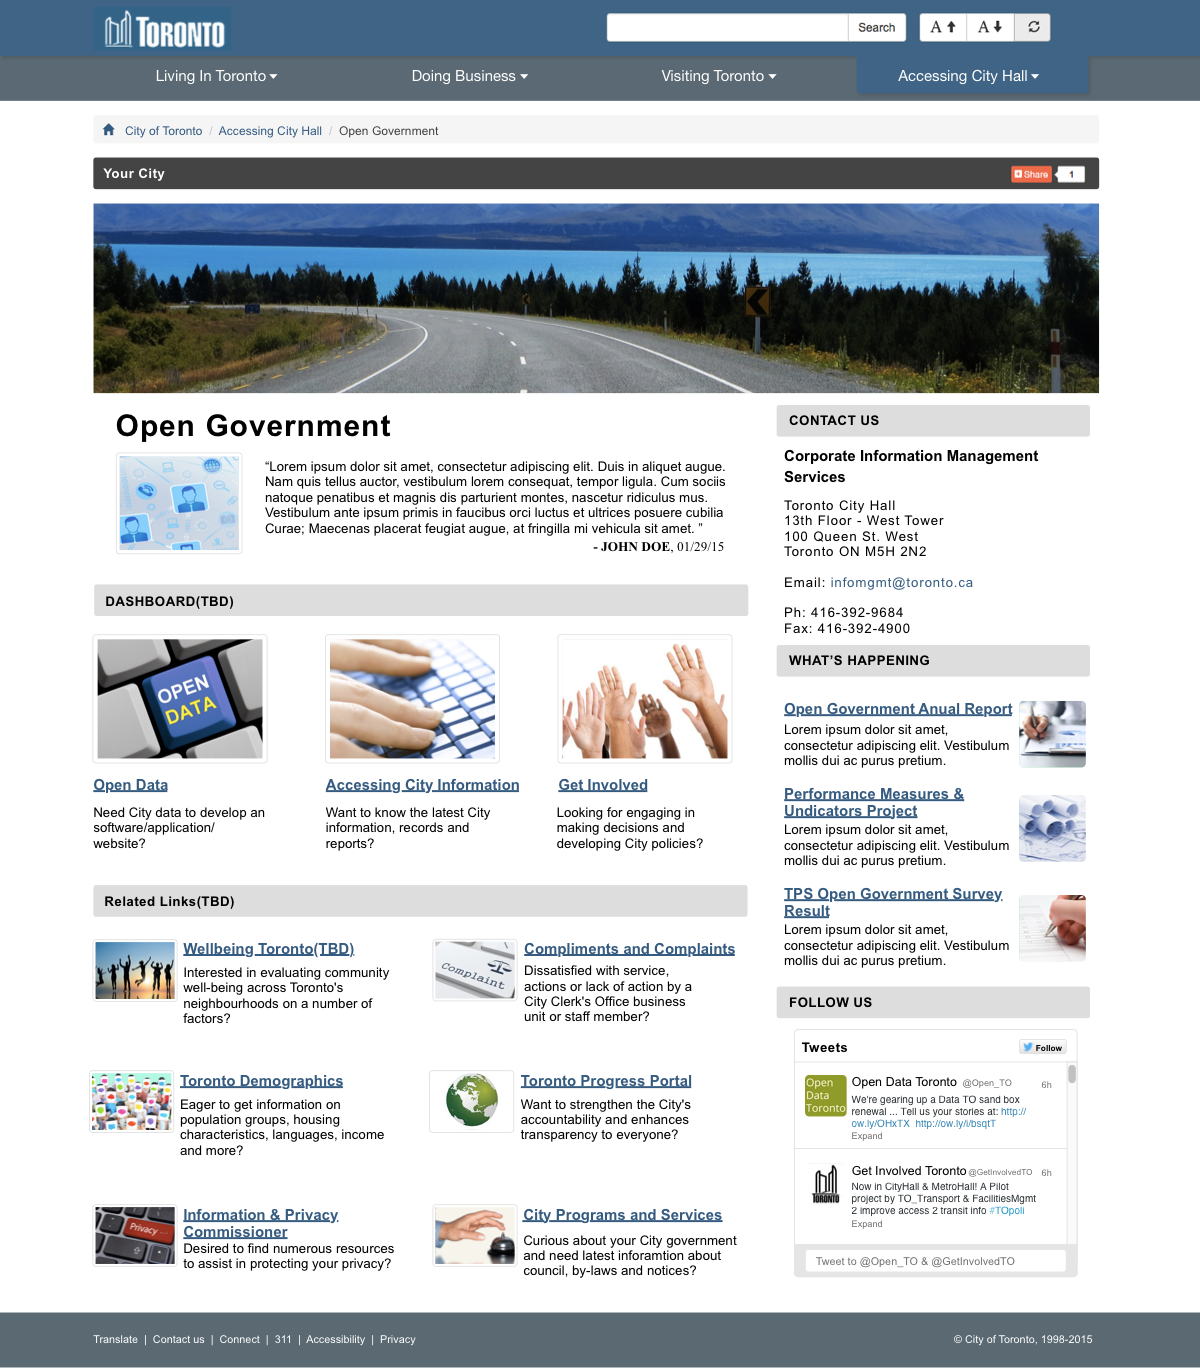 TORONTO
Search
A
A
Living In Toronto
Doing Business
Visiting Toronto
Accessing City Hall
City of Toronto / Accessing City Hall / Open Government
Your City
Share
1
Open Government
“Lorem ipsum dolor sit amet, consectetur adipiscing elit. Duis in aliquet augue.
Nam quis tellus auctor, vestibulum lorem consequat, tempor ligula. Cum sociis
natoque penatibus et magnis dis parturient montes, nascetur ridiculus mus.
Vestibulum ante ipsum primis in faucibus orci luctus et ultrices posuere cubilia
Curae; Maecenas placerat feugiat augue, at fringilla mi vehicula sit amet. ”
- JOHN DOE, 01/29/15
DASHBOARD(TBD)
OPEN
DATA
Open Data
Need City data to develop an
software/application/
website?
Accessing City Information
Want to know the latest City
information, records and
reports?
Get Involved
Looking for engaging in
making decisions and
developing City policies?
Related Links(TBD)
Wellbeing Toronto(TBD)
Interested in evaluating community
well-being across Toronto's
neighbourhoods on a number of
factors?
Complaint
Compliments and Complaints
Dissatisfied with service,
actions or lack of action by a
City Clerk's Office business
unit or staff member?
Toronto Demographics
Eager to get information on
population groups, housing
characteristics, languages, income
and more?
Toronto Progress Portal
Want to strengthen the City's
accountability and enhances
transparency to everyone?
Privacy
Information & Privacy
Commissioner
Desired to find numerous resources
to assist in protecting your privacy?
City Programs and Services
Curious about your City government
and need latest inforamtion about
council, by-laws and notices?
CONTACT US
Corporate Information Management
Services
Toronto City Hall
13th Floor - West Tower
100 Queen St. West
Toronto ON M5H 2N2
Email: infomgmt@toronto.ca
Ph: 416-392-9684
Fax: 416-392-4900
WHAT’S HAPPENING
Open Government Anual Report
Lorem ipsum dolor sit amet,
consectetur adipiscing elit. Vestibulum
mollis dui ac purus pretium.
Performance Measures &
Undicators Project
Lorem ipsum dolor sit amet,
consectetur adipiscing elit. Vestibulum
mollis dui ac purus pretium.
TPS Open Government Survey
Result
Lorem ipsum dolor sit amet,
consectetur adipiscing elit. Vestibulum
mollis dui ac purus pretium.
FOLLOW US
Tweets
Follow
Open
Data
Toronto
Open Data Toronto @Open_TO 6h
We're gearing up a Data TO sand box
renewal ... Tell us your stories at: http://
ow.ly/OHxTX http://ow.ly/i/bsqtT
Expand
TORONTO
Get Involved Toronto @GetInvolvedTO 6h
Now in CityHall & MetroHall! A Pilot
project by TO_Transport & FacilitiesMgmt
2 improve access 2 transit info #TOpoli
Expand
Tweet to @Open_TO & @GetInvolvedTO
Translate | Contact us | Connect | 311 | Accessibility | Privacy
© City of Toronto, 1998-2015